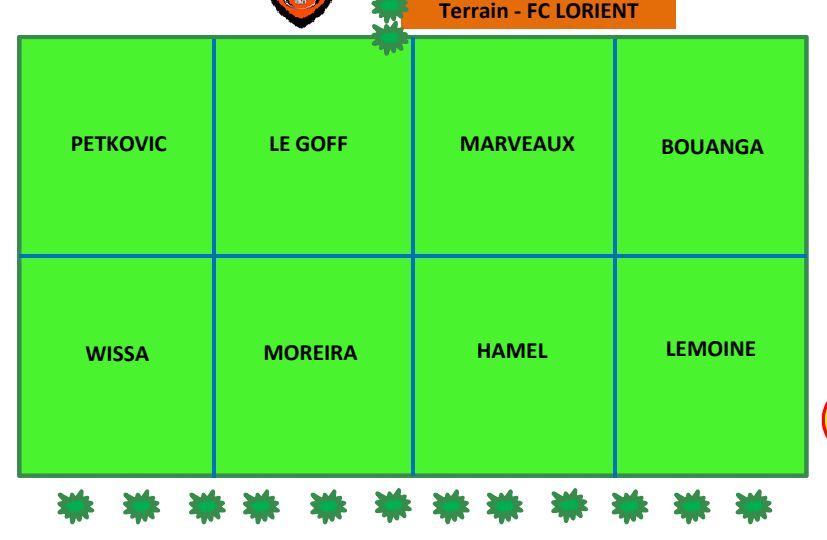 Terrain - FC LORIENT
PETKOVIC
LE GOFF
MARVEAUX
BOUANGA
WISSA
MOREIRA
HAMEL
LEMOINE